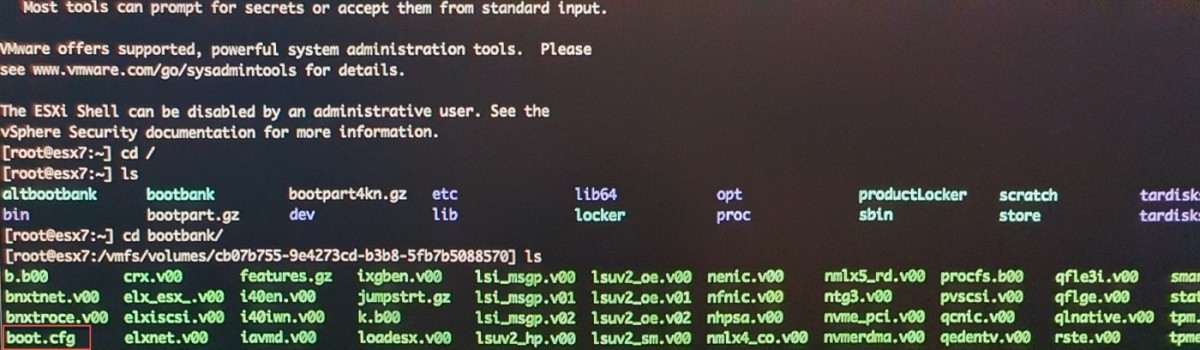 Most tools can prompt for secrets or accept them from standard input.
VMware offers supported, powerful system administration tools.  Please
see www.vmware.com/go/sysadmintools for details.
The ESXi Shell can be disabled by an administrative user. See the
vSphere Security documentation for more information.
[root@esx7:~] cd /
[root@esx7:~] ls
altbootbank bootbank bootpart4kn.gz etc lib64 opt productLocker scratch tardisks
bin bootpart.gz dev lib locker proc sbin store tardisks
[root@esx7:~] cd bootbank/
[root@esx7:/vmfs/volumes/cb07b755-9e4273cd-b3b8-5fb7b5088570] ls
b.b00 crx.v00 features.gz ixgben.v00 lsi_msgp.v00 lsuv2_oe.v00 nenic.v00 nmlx5_rd.v00 procfs.b00 qfle3i.v00 sma
bnxtnet.v00 elx_esx_.v00 i40en.v00 jumpstrt.gz lsi_msgp.v01 lsuv2_oe.v01 nfnic.v00 ntg3.v00 pvscsi.v00 qflge.v00 sta
bnxtroce.v00 elxiscsi.v00 i40iwn.v00 k.b00 lsi_msgp.v02 lsuv2_oe.v02 nhpsa.v00 nvme_pci.v00 qcnic.v00 qlnative.v00 tpm.
boot.cfg elxnet.v00 iavmd.v00 loadesx.v00 lsuv2_hp.v00 lsuv2_sm.v00 nmlx4_co.v00 nvmerdma.v00 qedentv.v00 rste.v00 tpm